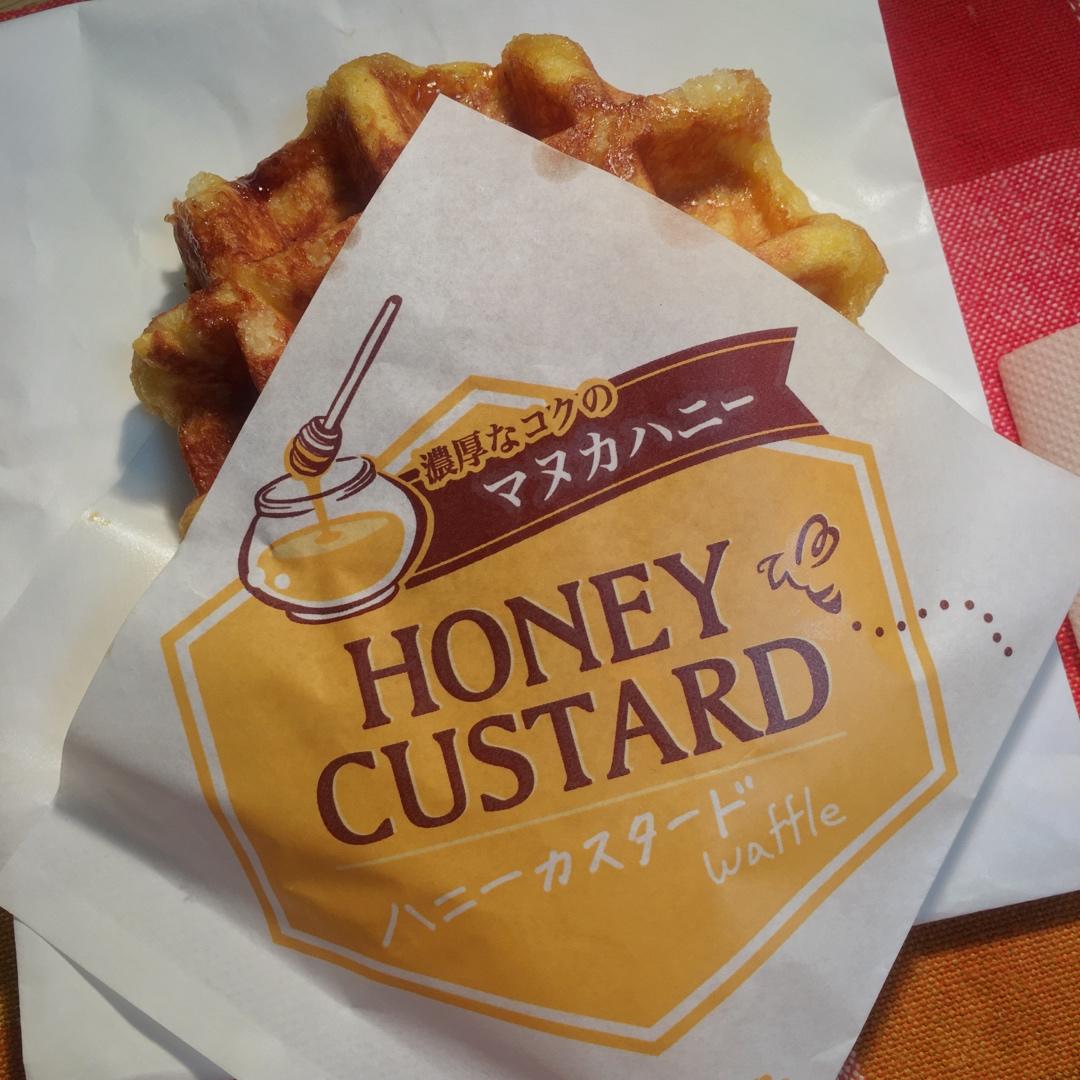 濃厚なコクの
マヌカハニー
HONEY
CUSTARD
ハニーカスタード
waffle